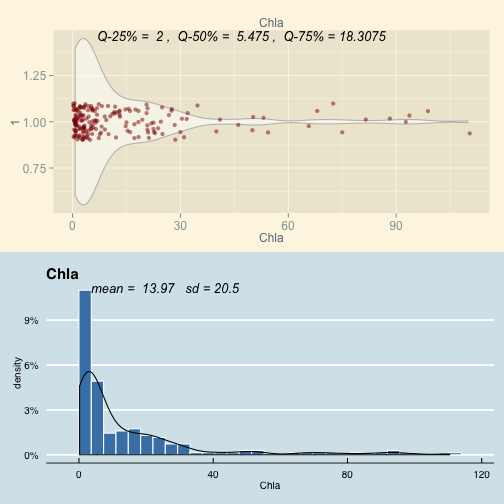 Chla
Q-25% = 2 , Q-50% = 5.475 , Q-75% = 18.3075
1.25
1
1.00
0.75
0 30 60 90
Chla
Chla
mean = 13.97 sd = 20.5
9%
6%
density
3%
0%
0 40 80 120
Chla